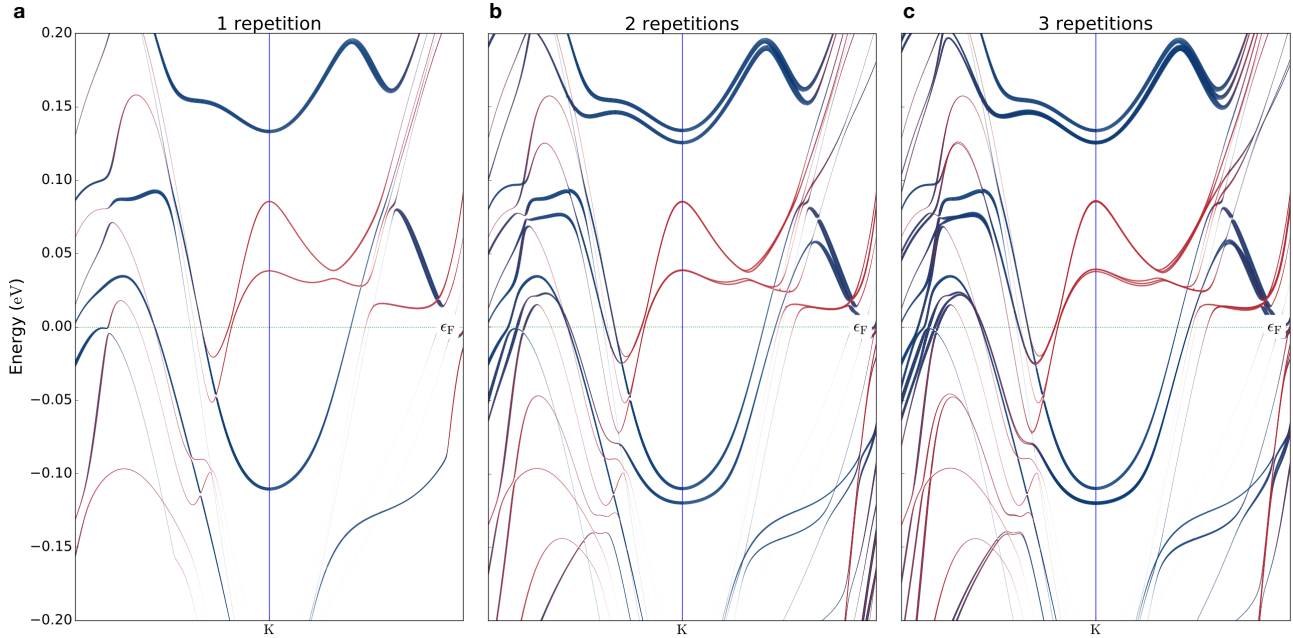 a
1 repetition
b
2 repetitions
c
3 repetitions
Energy (eV)
0.20
0.15
0.10
0.05
0.00
−0.05
−0.10
−0.15
−0.20
ϵF
ϵF
ϵF
K
K
K